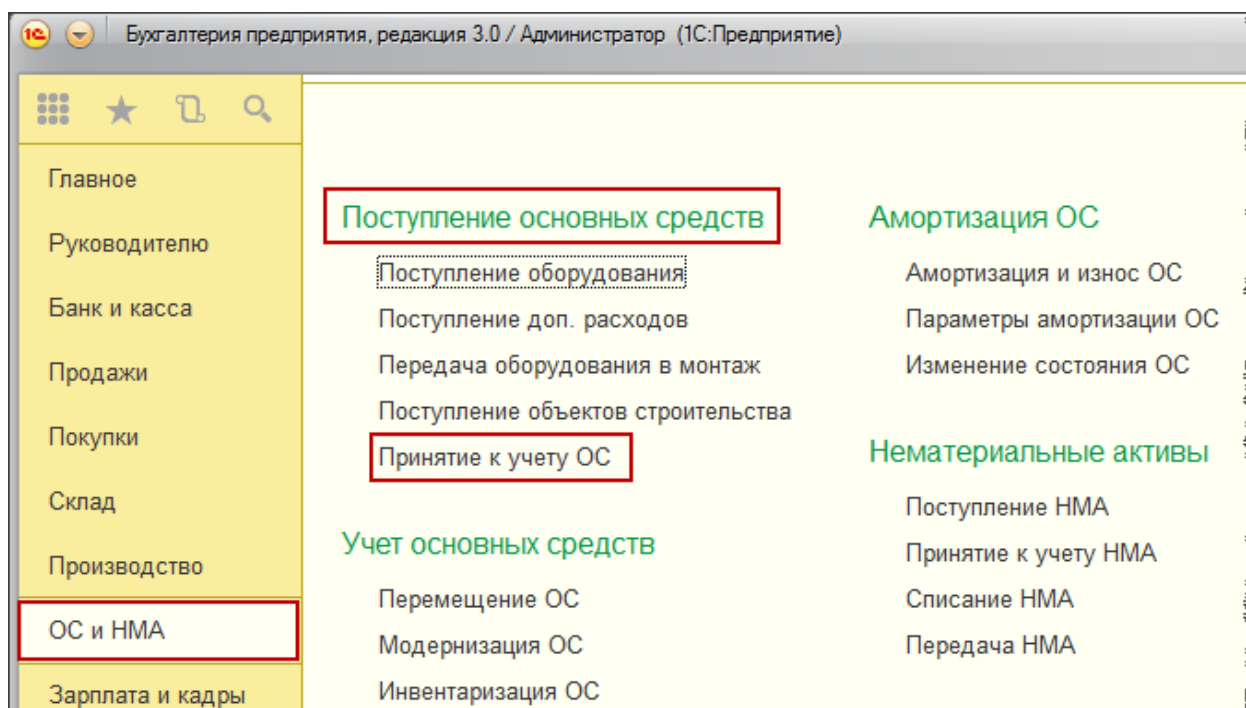 1С Бухгалтерия предприятия, редакция 3.0 / Администратор (1С:Предприятие)
Главное
Руководителю
Банк и касса
Продажи
Покупки
Склад
Производство
ОС и НМА
Зарплата и кадры
Поступление основных средств
Поступление оборудования
Поступление доп. расходов
Передача оборудования в монтаж
Поступление объектов строительства
Принятие к учету ОС
Учет основных средств
Перемещение ОС
Модернизация ОС
Инвентаризация ОС
Амортизация ОС
Амортизация и износ ОС
Параметры амортизации ОС
Изменение состояния ОС
Нематериальные активы
Поступление НМА
Принятие к учету НМА
Списание НМА
Передача НМА